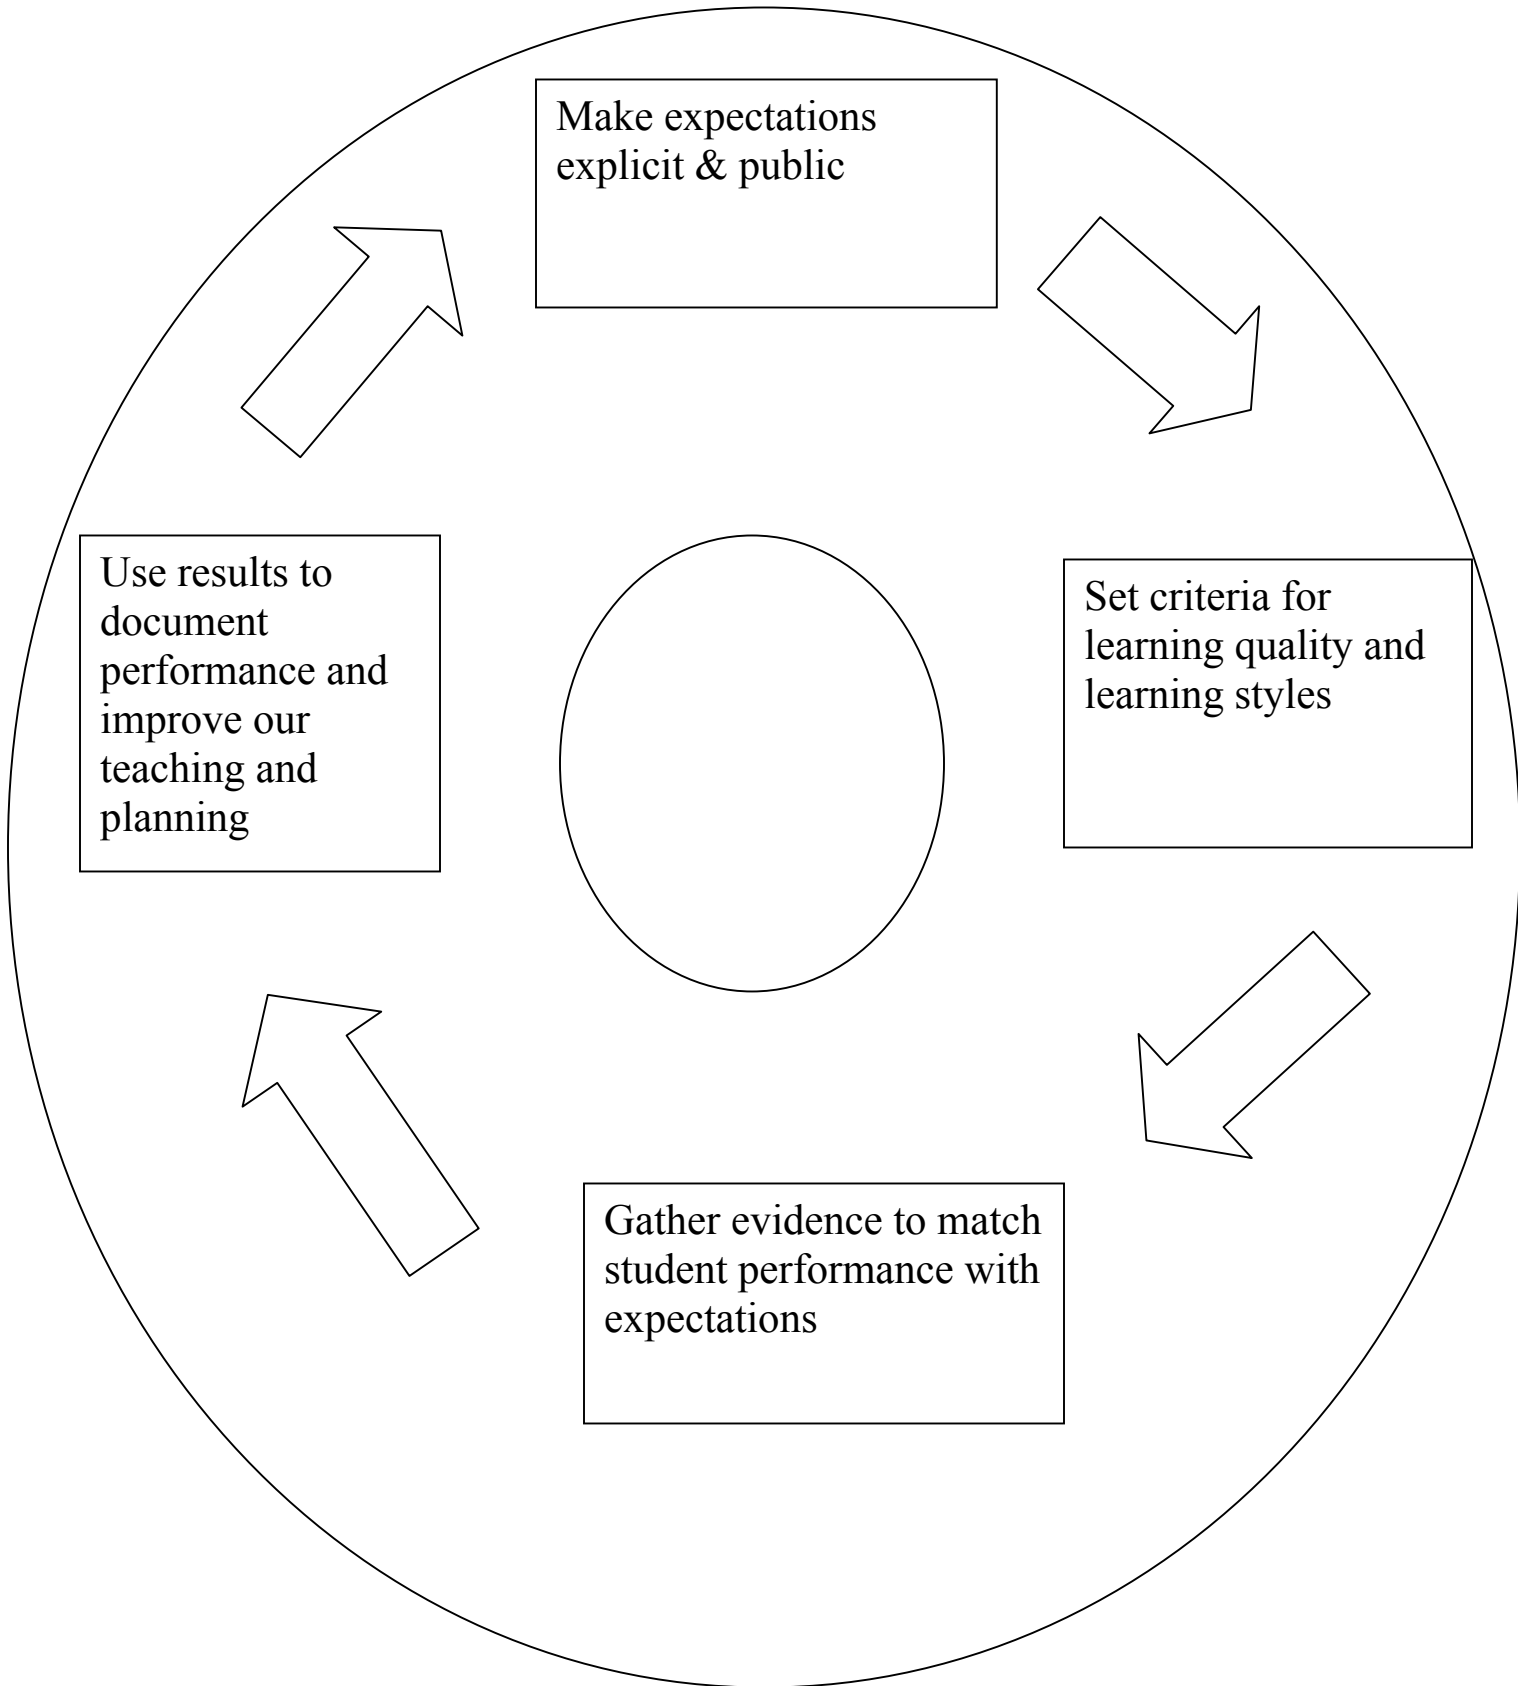 Make expectations
explicit & public
Use results to
document
performance and
improve our
teaching and
planning
Set criteria for
learning quality and
learning styles
Gather evidence to match
student performance with
expectations